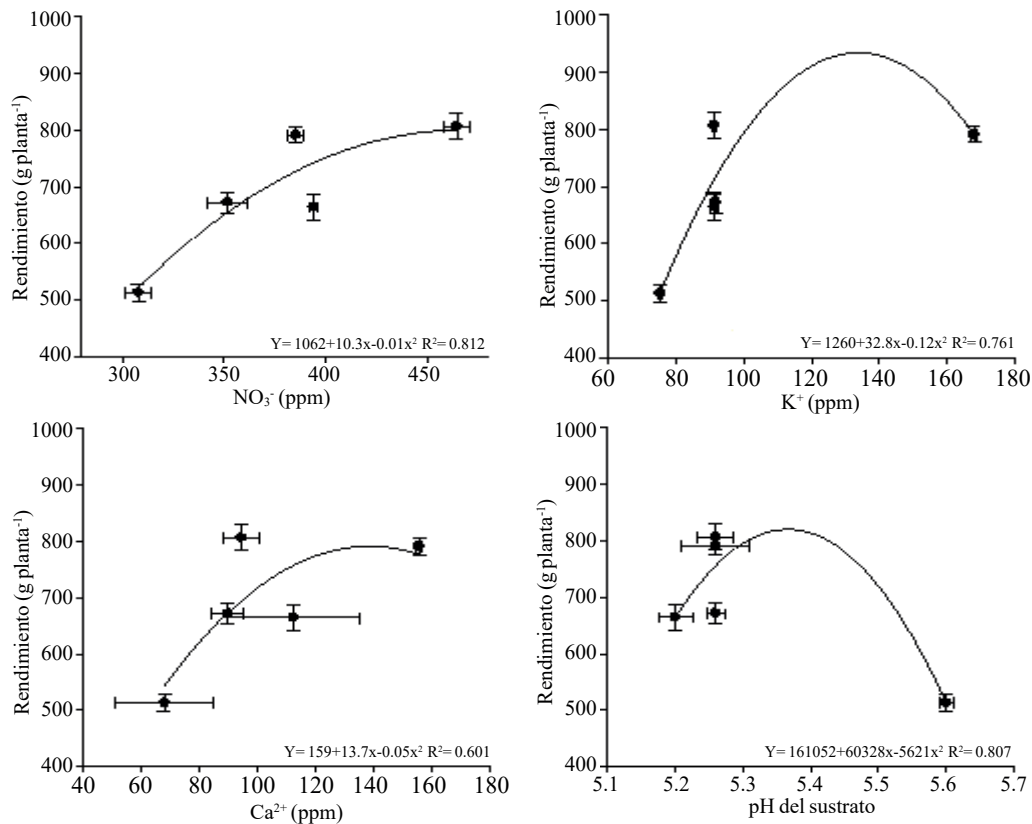 1000
900
800
700
600
500
400
Rendimiento (g planta⁻¹)
Y= 1062+10.3x-0.01x² R²= 0.812
300 350 400 450
NO₃⁻ (ppm)
1000
900
800
700
600
500
400
Rendimiento (g planta⁻¹)
Y= 1260+32.8x-0.12x² R²= 0.761
60 80 100 120 140 160 180
K⁺ (ppm)
1000
900
800
700
600
500
400
Rendimiento (g planta⁻¹)
Y= 159+13.7x-0.05x² R²= 0.601
40 60 80 100 120 140 160 180
Ca²⁺ (ppm)
1000
900
800
700
600
500
400
Rendimiento (g planta⁻¹)
Y= 161052+60328x-5621x² R²= 0.807
5.1 5.2 5.3 5.4 5.5 5.6 5.7
pH del sustrato